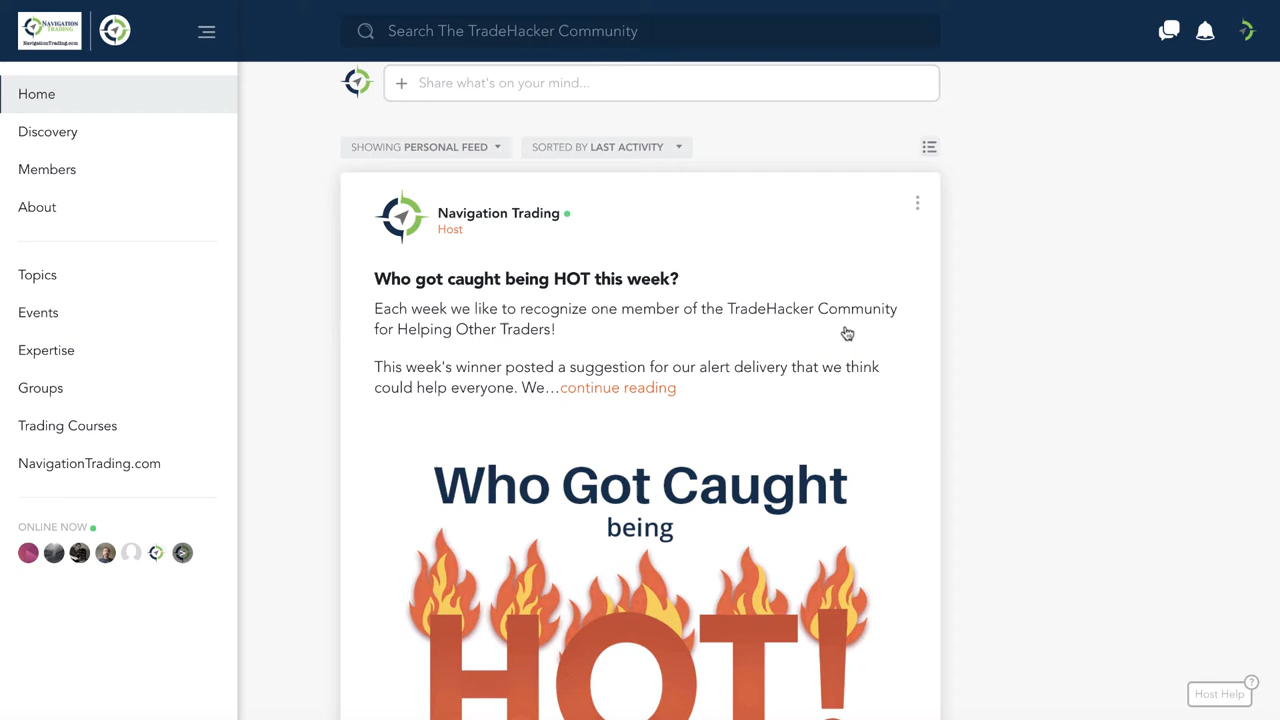 NAVIGATION
TRADING
NavigationTrading.com
Search The TradeHacker Community
Home
Discovery
Members
About
Topics
Events
Expertise
Groups
Trading Courses
NavigationTrading.com
ONLINE NOW
+ Share what's on your mind...
SHOWING PERSONAL FEED
SORTED BY LAST ACTIVITY
Navigation Trading
Host
Who got caught being HOT this week?
Each week we like to recognize one member of the TradeHacker Community
for Helping Other Traders!
This week's winner posted a suggestion for our alert delivery that we think
could help everyone. We…continue reading
Who Got Caught
being
HOT!
Host Help
?